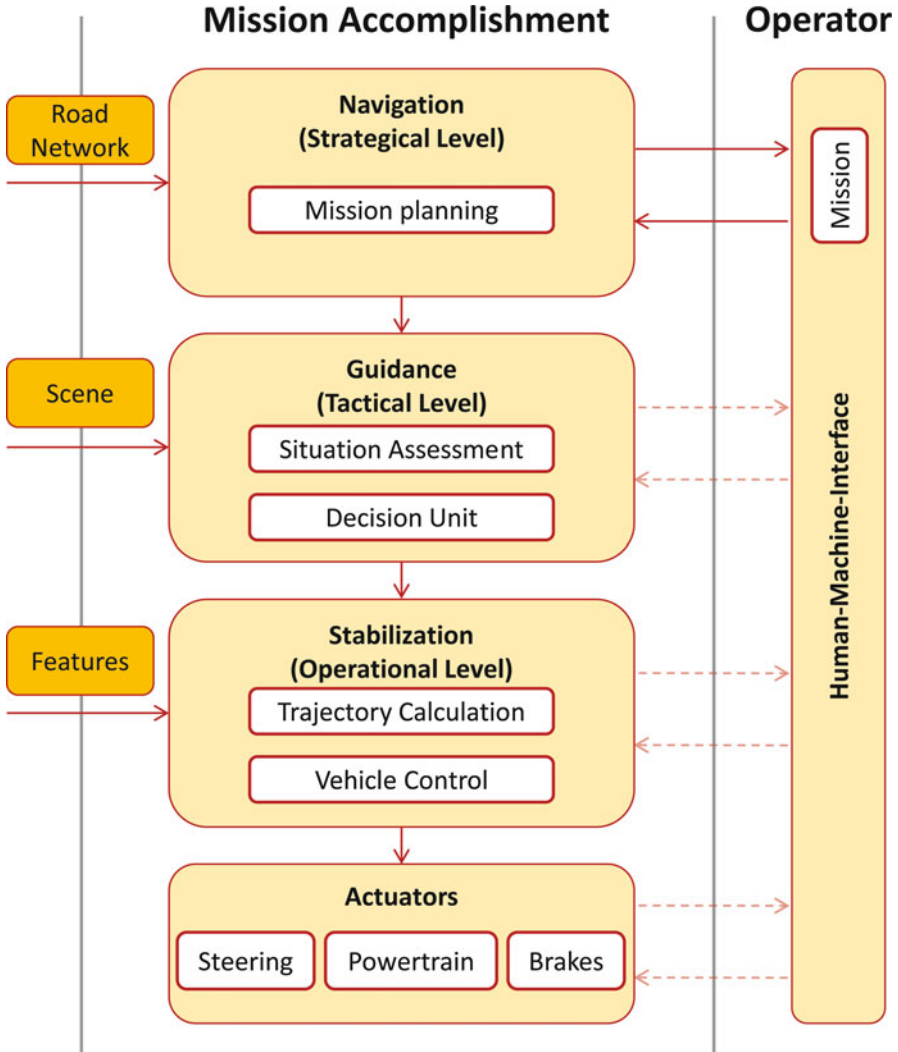 Mission Accomplishment
Operator
Road
Network
Navigation
(Strategical Level)
Mission planning
Mission
Scene
Guidance
(Tactical Level)
Situation Assessment
Decision Unit
Human-Machine-Interface
Features
Stabilization
(Operational Level)
Trajectory Calculation
Vehicle Control
Actuators
Steering
Powertrain
Brakes